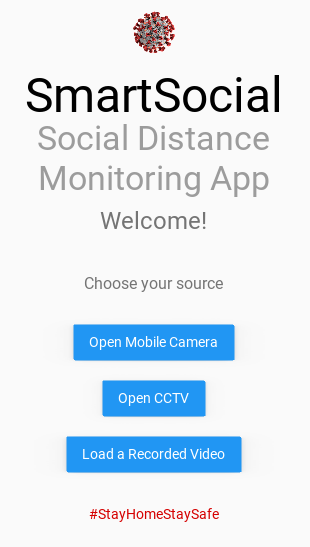 SmartSocial
Social Distance
Monitoring App
Welcome!
Choose your source
Open Mobile Camera
Open CCTV
Load a Recorded Video
#StayHomeStaySafe